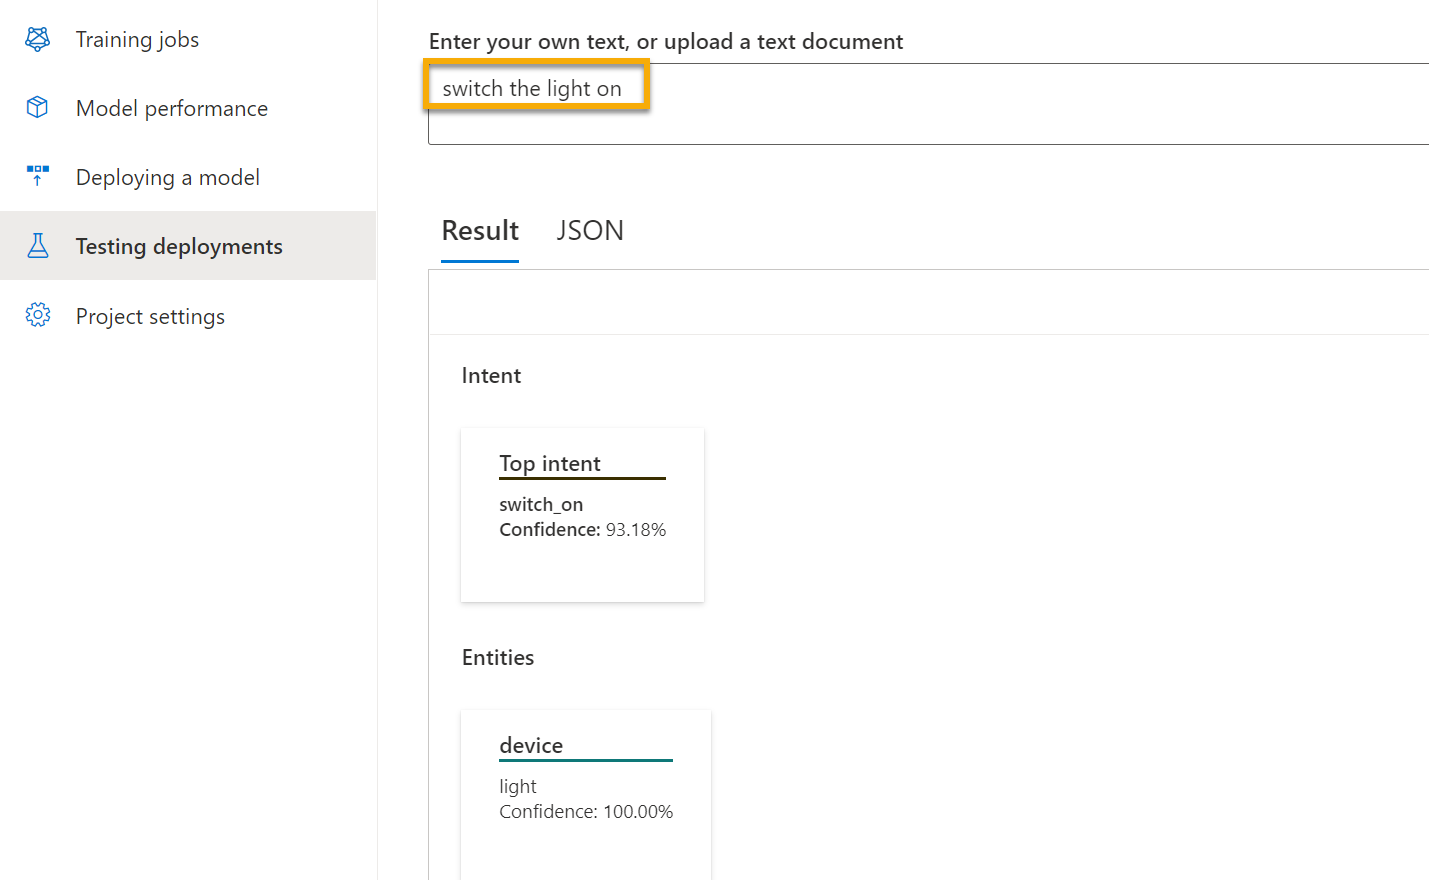 Training jobs
Model performance
Deploying a model
Testing deployments
Project settings
Enter your own text, or upload a text document
switch the light on
Result JSON
Intent
Top intent
switch_on
Confidence: 93.18%
Entities
device
light
Confidence: 100.00%